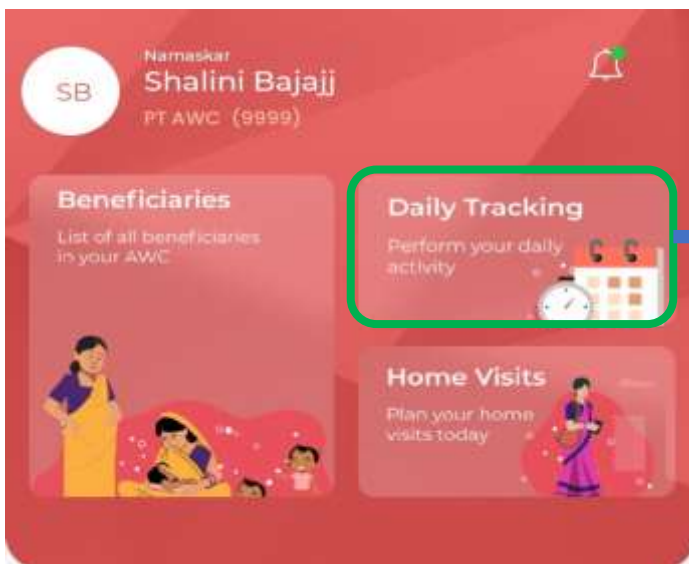 Namaskar
SB
Shalini Bajajj
PT AWC (9999)
Beneficiaries
List of all beneficiaries
in your AWC
Daily Tracking
Perform your daily
activity
Home Visits
Plan your home
visits today